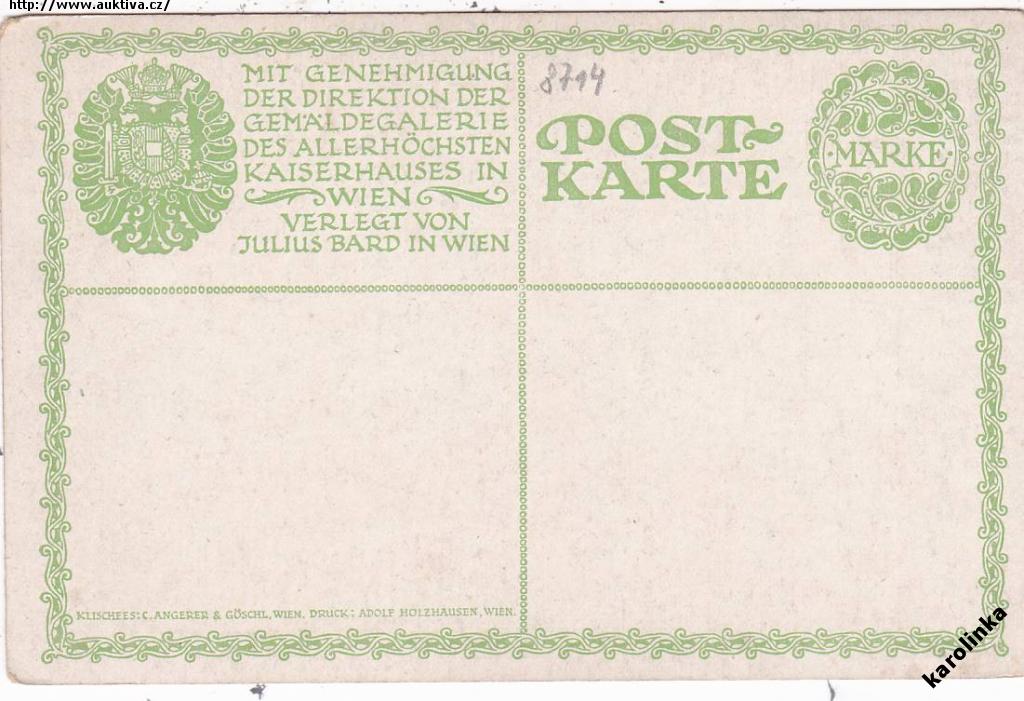 http://www.auktiva.cz/
MIT GENEHMIGUNG
DER DIREKTION DER
GEMÄLDEGALERIE
DES ALLERHÖCHSTEN
KAISERHAUSES IN
WIEN
VERLEGT VON
JULIUS BARD IN WIEN
8714
POST-
KARTE
·MARKE·
KLISCHEES: C. ANGERER & GÖSCHL, WIEN. DRUCK: ADOLF HOLZHAUSEN, WIEN.
karolinka